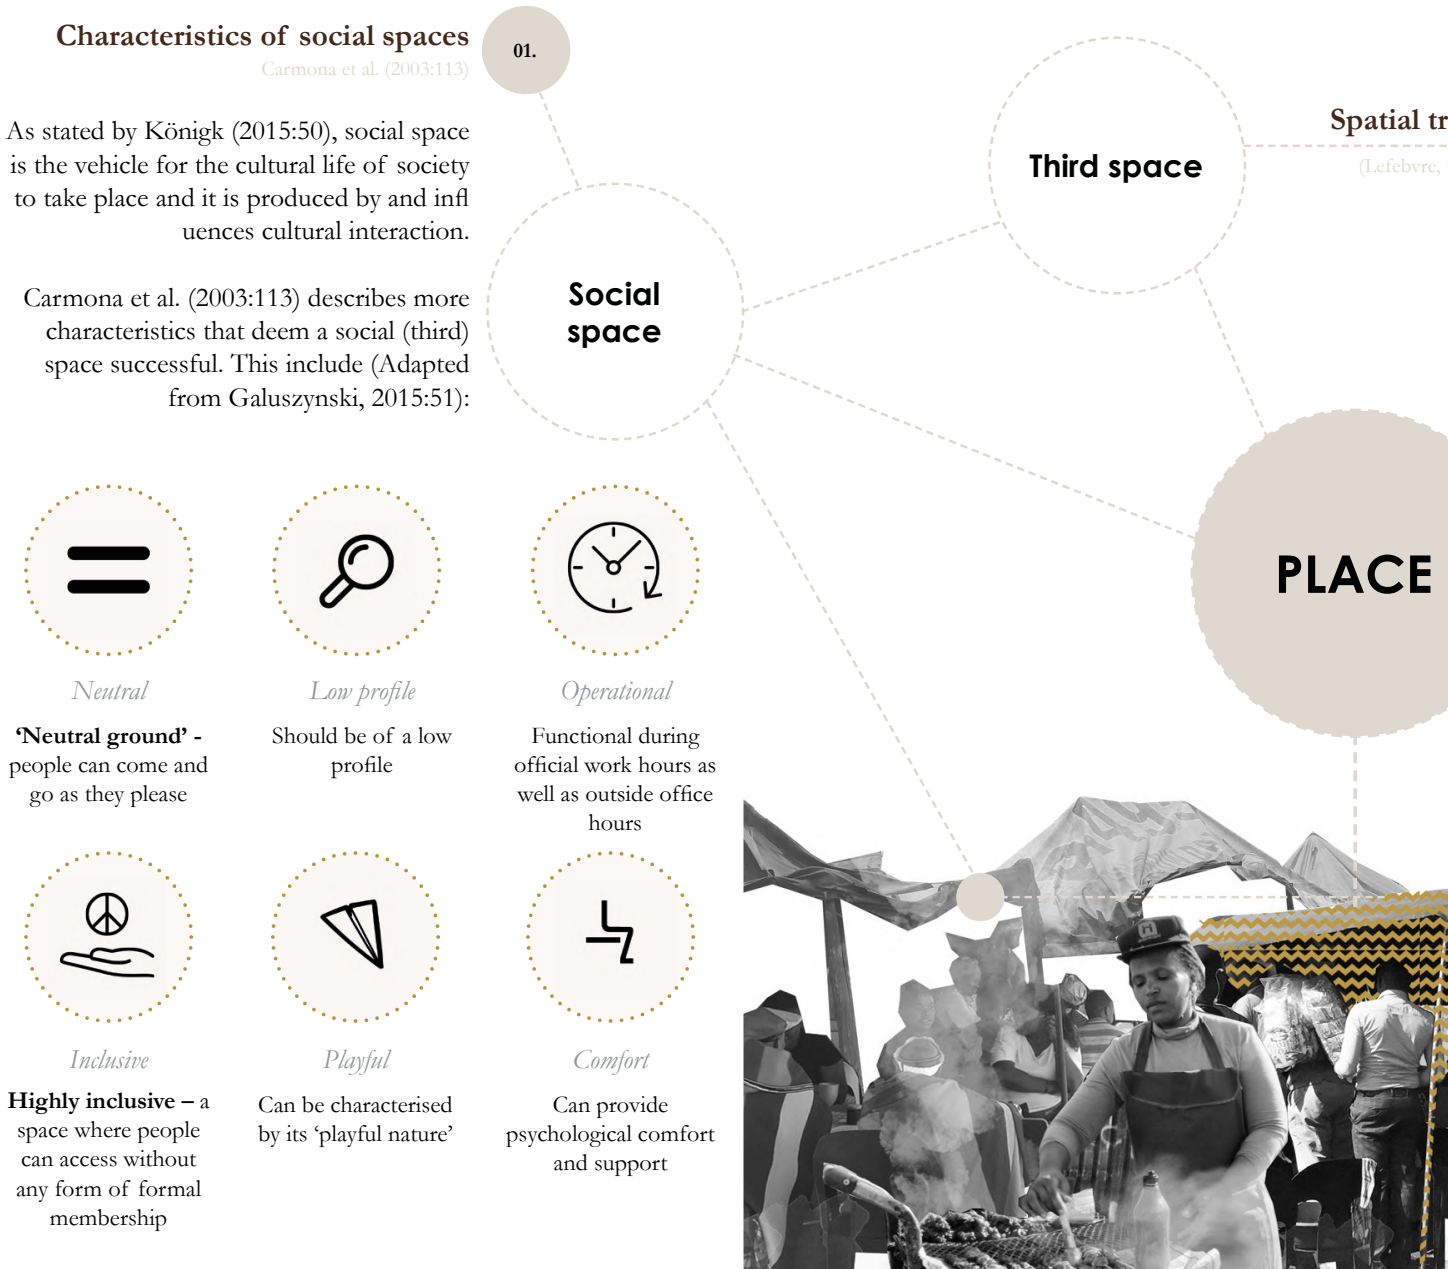 Characteristics of social spaces
Carmona et al. (2003:113)
01.
As stated by Königk (2015:50), social space
is the vehicle for the cultural life of society
to take place and it is produced by and infl
uences cultural interaction.
Carmona et al. (2003:113) describes more
characteristics that deem a social (third)
space successful. This include (Adapted
from Galuszynski, 2015:51):
Social
space
Third space
Spatial tr
(Lefebvre,
PLACE
Neutral
‘Neutral ground’ -
people can come and
go as they please
Low profile
Should be of a low
profile
Operational
Functional during
official work hours as
well as outside office
hours
Inclusive
Highly inclusive – a
space where people
can access without
any form of formal
membership
Playful
Can be characterised
by its ‘playful nature’
Comfort
Can provide
psychological comfort
and support